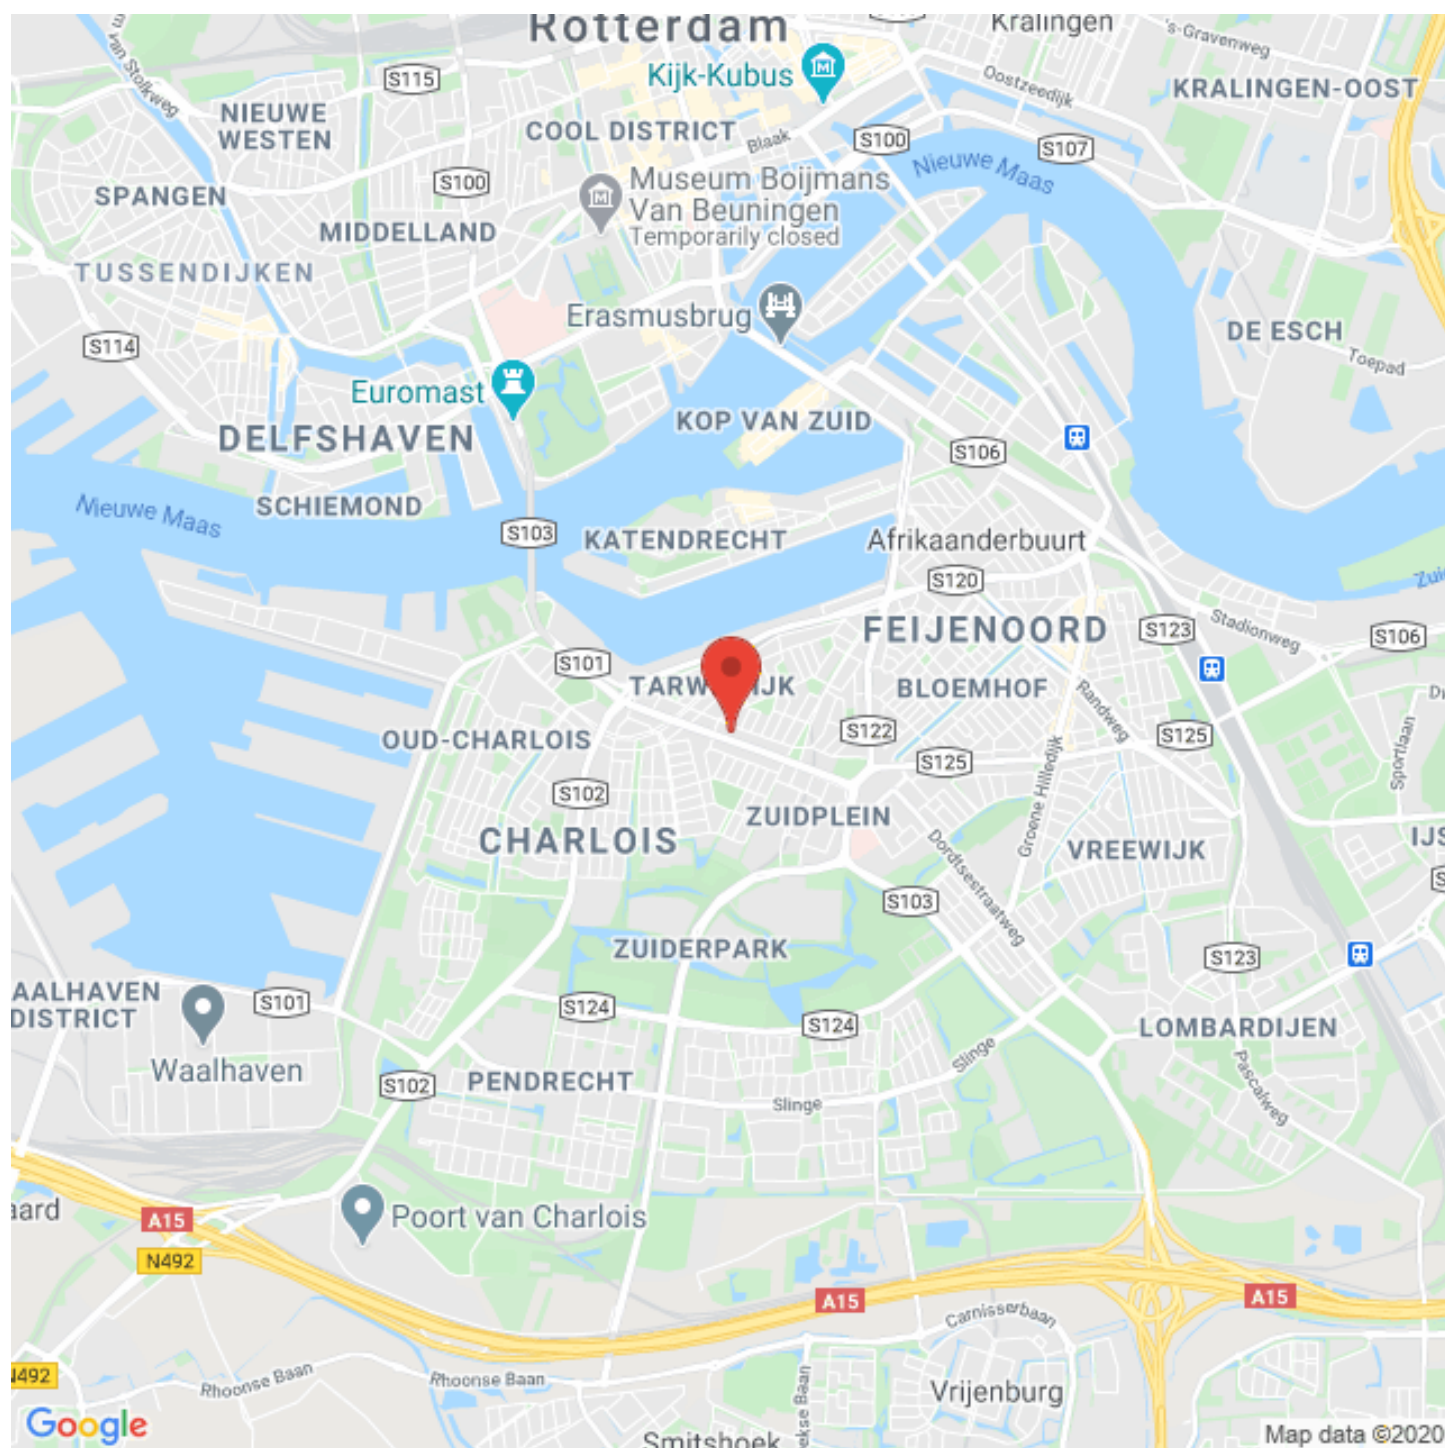 Rotterdam
Kralingen
's-Gravenweg
Kijk-Kubus
Oostzeedijk
KRALINGEN-OOST
S115
NIEUWE
WESTEN
COOL DISTRICT
Blaak
S100
S107
Nieuwe Maas
S100
SPANGEN
Museum Boijmans
Van Beuningen
Temporarily closed
MIDDELLAND
TUSSENDIJKEN
Erasmusbrug
DE ESCH
Toepad
S114
Euromast
KOP VAN ZUID
DELFSHAVEN
S106
SCHIEMOND
Nieuwe Maas
S103
KATENDRECHT
Afrikaanderbuurt
S120
FEIJENOORD
S123
Stadionweg
S106
S101
BLOEMHOF
Randweg
OUD-CHARLOIS
S122
S125
S125
Sportlaan
S102
Groene Hilledijk
ZUIDPLEIN
CHARLOIS
Dordtsestraatweg
VREEWIJK
S103
ZUIDERPARK
S123
AALHAVEN
DISTRICT
S101
S124
S124
LOMBARDIJEN
Waalhaven
Slinge
Pascalweg
S102
PENDRECHT
Slinge
aard
A15
Poort van Charlois
N492
A15
A15
Carnisserbaan
N492
Rhoonse Baan
Rhoonse Baan
Vrijenburg
Google
Smitshoek
Map data ©2020